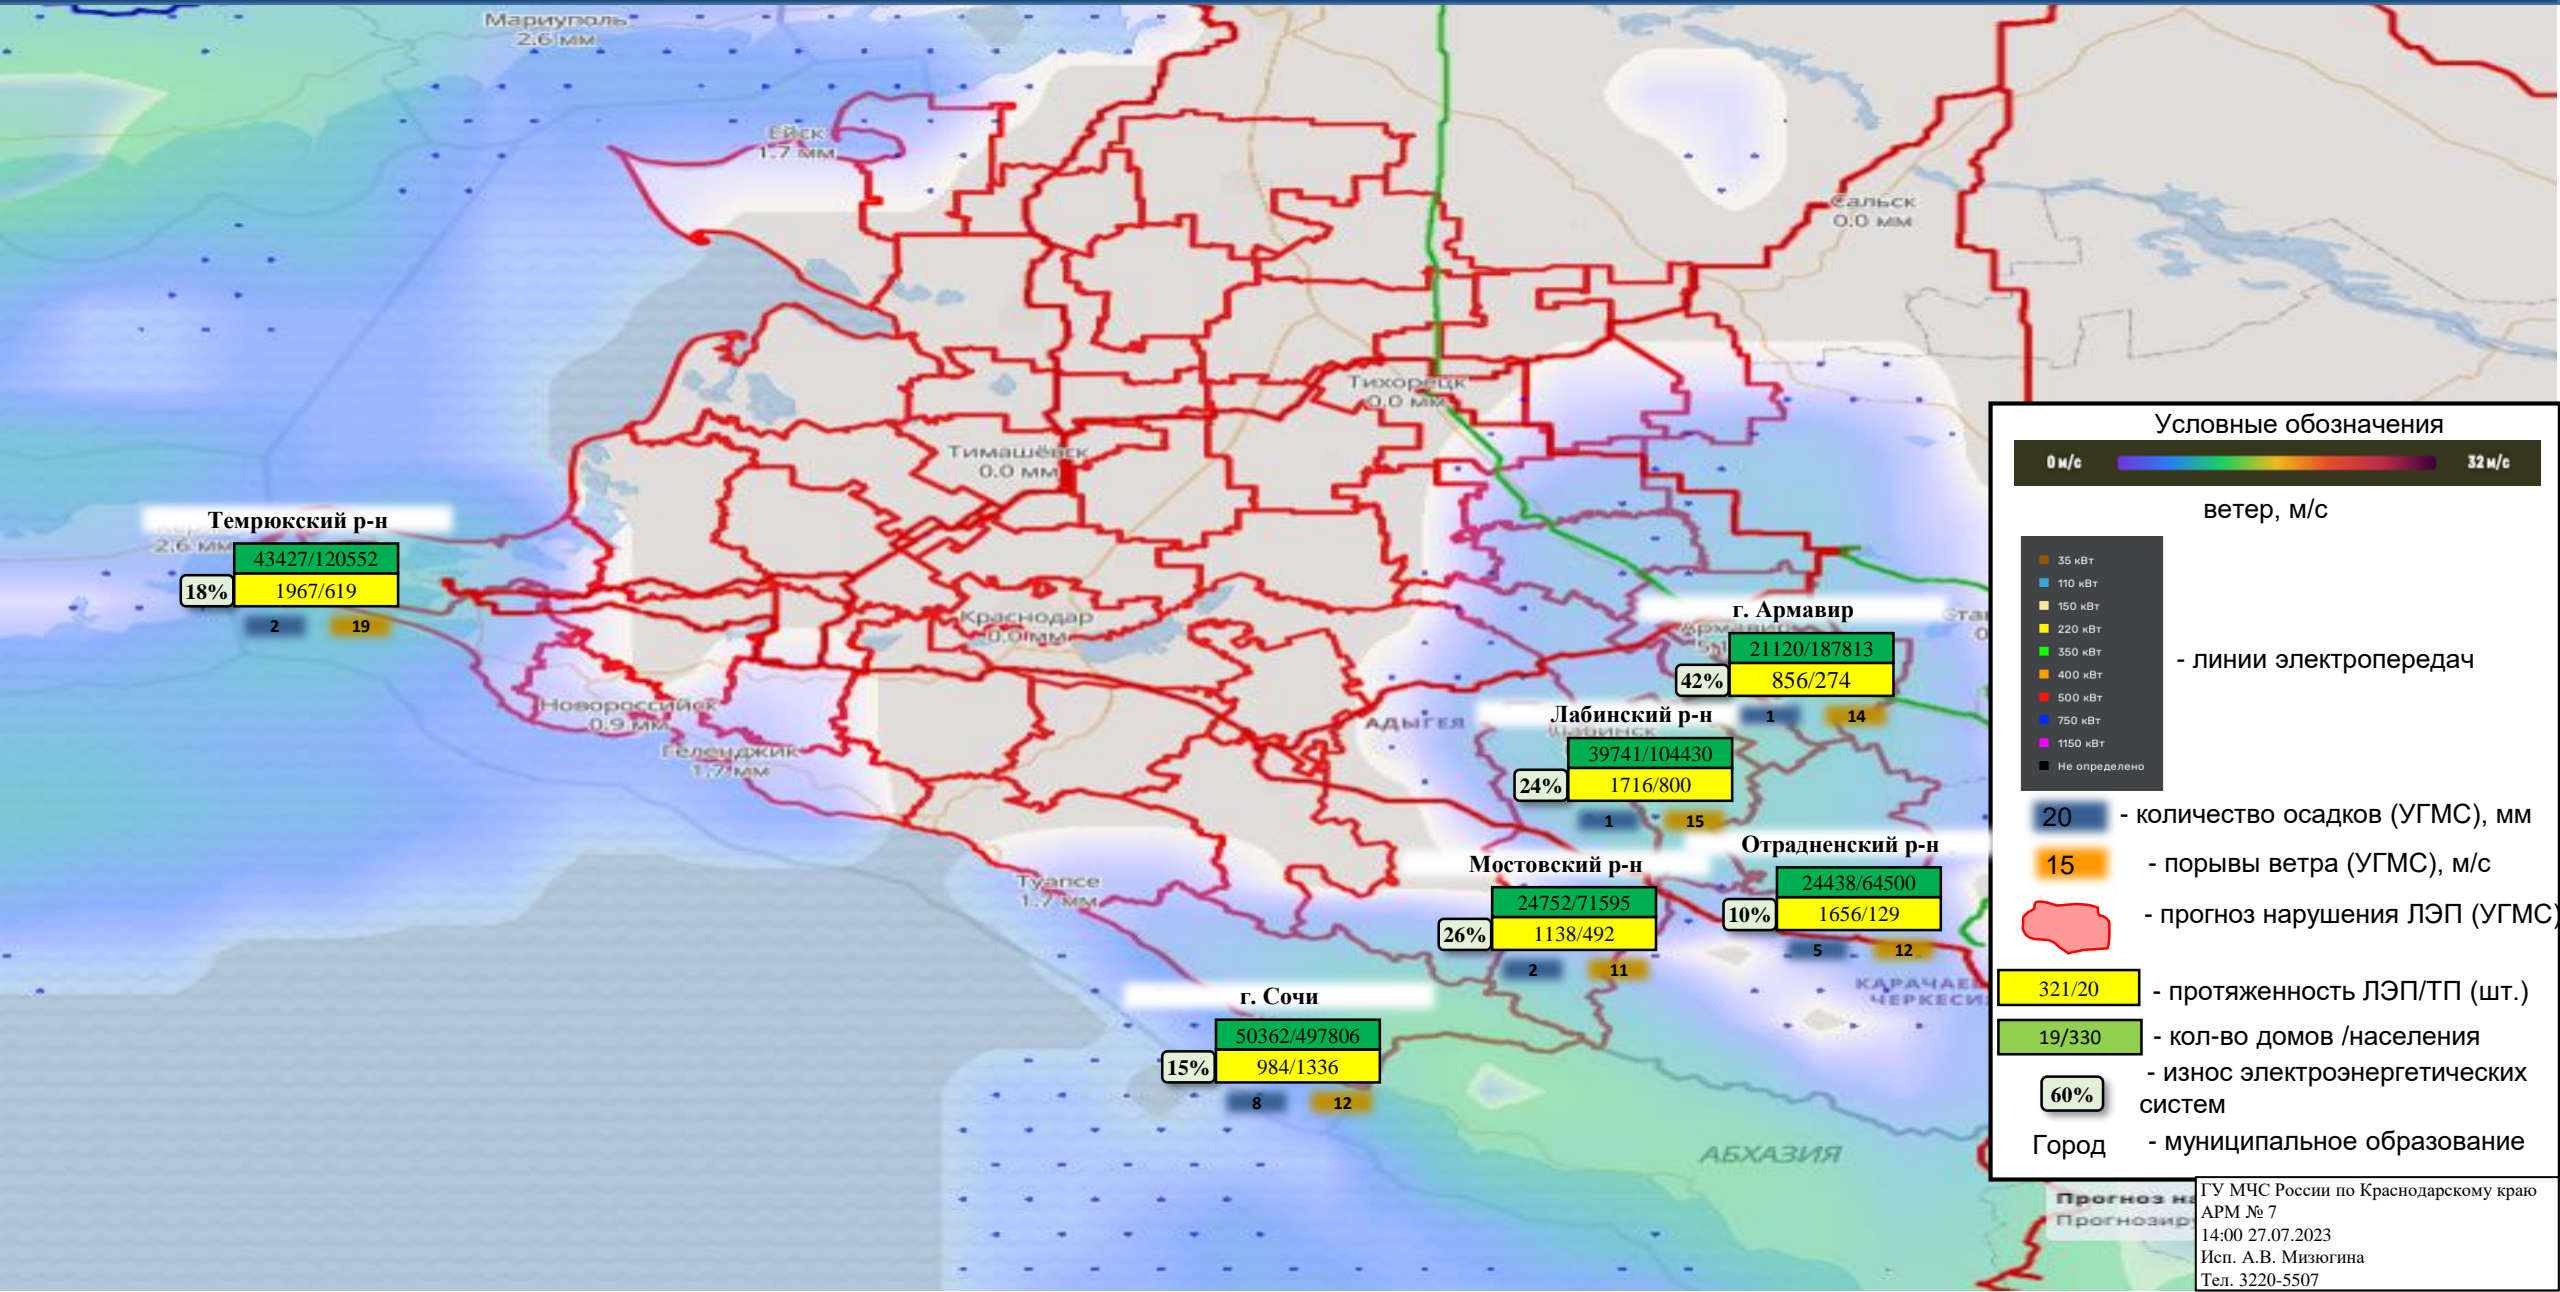 Мариуполь
2.6 мм
Ейск
1.7 мм
Сальск
0.0 мм
Тихорецк
0.0 мм
Тимашёвск
0.0 мм
Темрюкский р-н
2.6 мм
43427/120552
18%
1967/619
2
19
Краснодар
0.0 мм
Новороссийск
0.9 мм
Геленджик
1.7 мм
АДЫГЕЯ
г. Армавир
Армавир
21120/187813
42%
856/274
1
14
Лабинский р-н
39741/104430
24%
1716/800
1
15
Отрадненский р-н
24438/64500
10%
1656/129
5
12
Мостовский р-н
24752/71595
26%
1138/492
2
11
Туапсе
1.7 мм
г. Сочи
50362/497806
15%
984/1336
8
12
АБХАЗИЯ
Условные обозначения
0 м/с
32 м/с
ветер, м/с
35 кВт
110 кВт
150 кВт
220 кВт
350 кВт
400 кВт
500 кВт
750 кВт
1150 кВт
Не определено
- линии электропередач
20 - количество осадков (УГМС), мм
15 - порывы ветра (УГМС), м/с
- прогноз нарушения ЛЭП (УГМС)
321/20 - протяженность ЛЭП/ТП (шт.)
19/330 - кол-во домов /населения
60% - износ электроэнергетических
систем
Город - муниципальное образование
Прогноз
ГУ МЧС России по Краснодарскому краю
АРМ № 7
14:00 27.07.2023
Исп. А.В. Мизюгина
Тел. 3220-5507